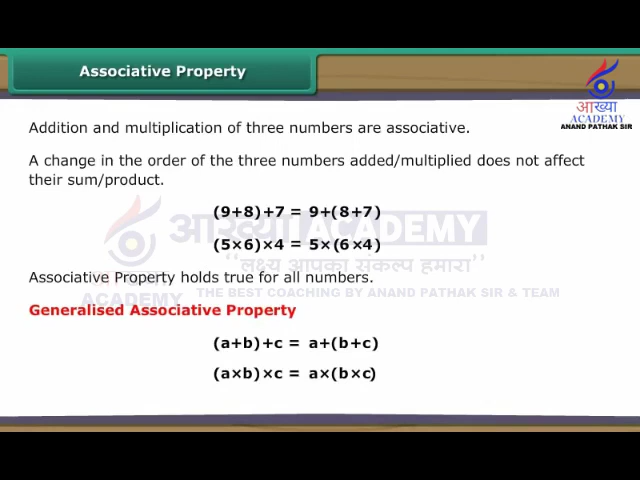 Associative Property
आख्या
ACADEMY
ANAND PATHAK SIR
Addition and multiplication of three numbers are associative.
A change in the order of the three numbers added/multiplied does not affect
their sum/product.
(9+8)+7 = 9+(8+7)
आख्या ACADEMY
(5×6)×4 = 5×(6×4)
‘‘लक्ष्य आपका संकल्प हमारा’’
Associative Property holds true for all numbers.
आख्या
ACADEMY
THE BEST COACHING BY ANAND PATHAK SIR & TEAM
Generalised Associative Property
(a+b)+c = a+(b+c)
(a×b)×c = a×(b×c)